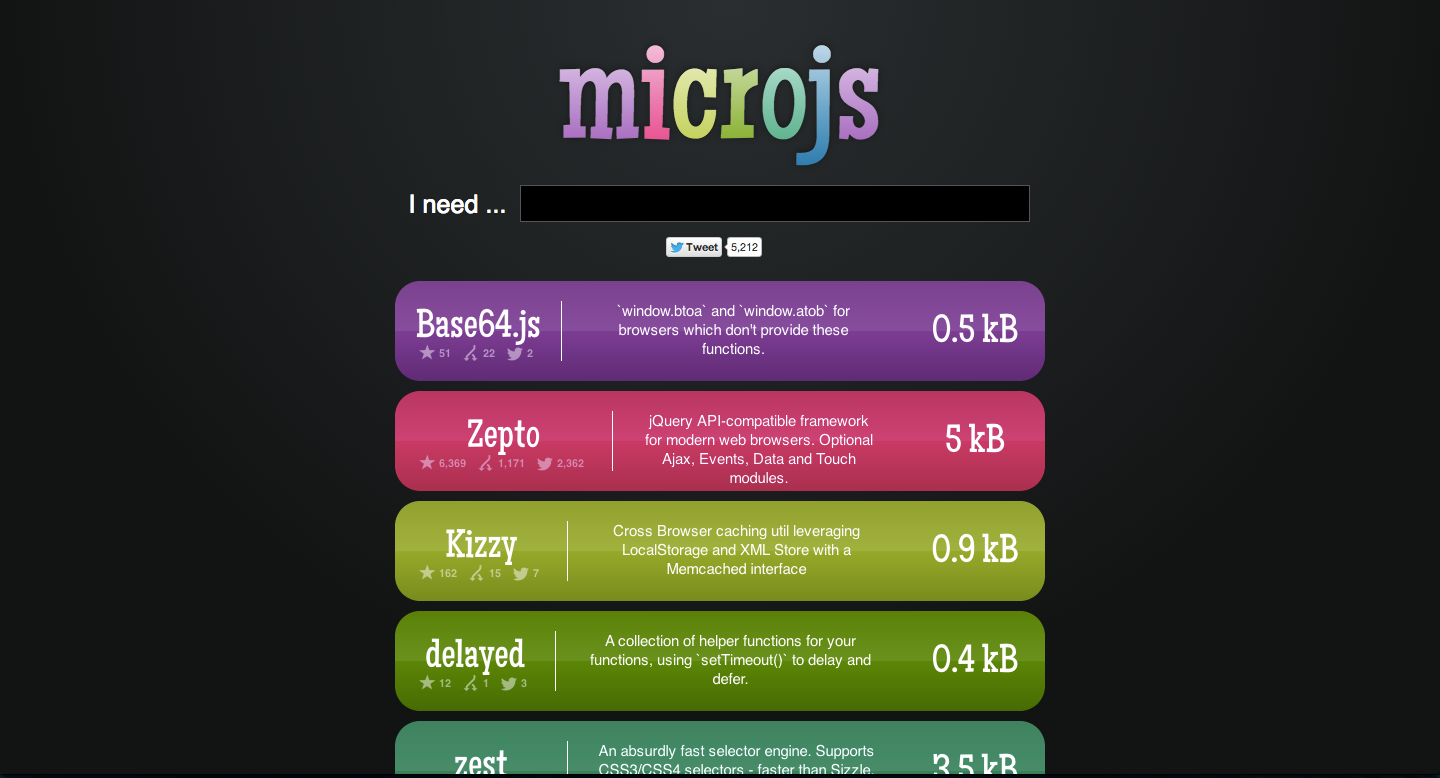 microjs
I need ...
Tweet 5,212
Base64.js
51 22 2
`window.btoa` and `window.atob` for
browsers which don't provide these
functions.
0.5 kB
Zepto
6,369 1,171 2,362
jQuery API-compatible framework
for modern web browsers. Optional
Ajax, Events, Data and Touch
modules.
5 kB
Kizzy
162 15 7
Cross Browser caching util leveraging
LocalStorage and XML Store with a
Memcached interface
0.9 kB
delayed
12 1 3
A collection of helper functions for your
functions, using `setTimeout()` to delay and
defer.
0.4 kB
zest
An absurdly fast selector engine. Supports
CSS3/CSS4 selectors - faster than Sizzle.
3.5 kB